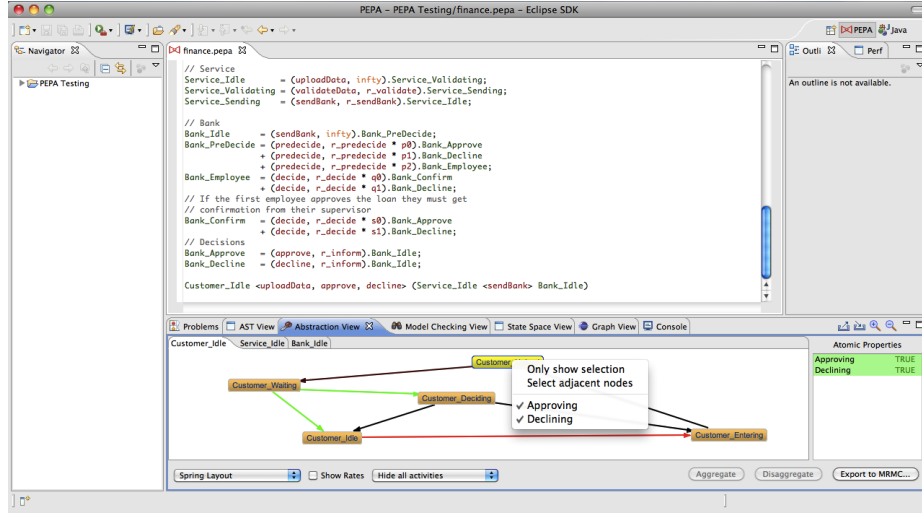 PEPA - PEPA Testing/finance.pepa - Eclipse SDK
PEPA Java
Navigator
PEPA Testing
finance.pepa
// Service
Service_Idle = (uploadData, infty).Service_Validating;
Service_Validating = (validateData, r_validate).Service_Sending;
Service_Sending = (sendBank, r_sendBank).Service_Idle;
// Bank
Bank_Idle = (sendBank, infty).Bank_PreDecide;
Bank_PreDecide = (predecide, r_predecide * p0).Bank_Approve
+ (predecide, r_predecide * p1).Bank_Decline
+ (predecide, r_predecide * p2).Bank_Employee;
Bank_Employee = (decide, r_decide * q0).Bank_Confirm
+ (decide, r_decide * q1).Bank_Decline;
// If the first employee approves the loan they must get
// confirmation from their supervisor
Bank_Confirm = (decide, r_decide * s0).Bank_Approve
+ (decide, r_decide * s1).Bank_Decline;
// Decisions
Bank_Approve = (approve, r_inform).Bank_Idle;
Bank_Decline = (decline, r_inform).Bank_Idle;
Customer_Idle <uploadData, approve, decline> (Service_Idle <sendBank> Bank_Idle)
Outli Perf
An outline is not available.
Problems AST View Abstraction View Model Checking View State Space View Graph View Console
Customer_Idle Service_Idle Bank_Idle
Customer_Waiting
Customer_Deciding
Customer_Idle
Customer_Entering
Only show selection
Select adjacent nodes
Approving
Declining
Atomic Properties
Approving TRUE
Declining TRUE
Spring Layout Show Rates Hide all activities Aggregate Disaggregate Export to MRMC...